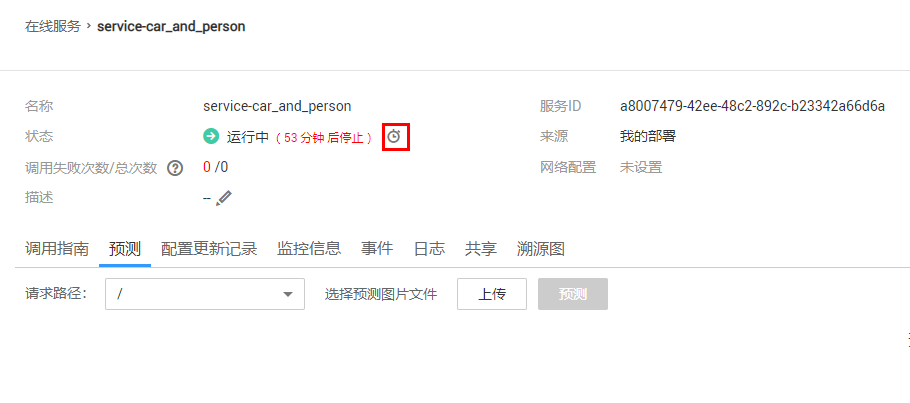 在线服务 › service-car_and_person
名称 service-car_and_person 服务ID a8007479-42ee-48c2-892c-b23342a66d6a
状态 运行中 ( 53 分钟 后停止 ) 来源 我的部署
调用失败次数/总次数 ? 0 /0 网络配置 未设置
描述 --
调用指南 预测 配置更新记录 监控信息 事件 日志 共享 溯源图
请求路径: / 选择预测图片文件 上传 预测